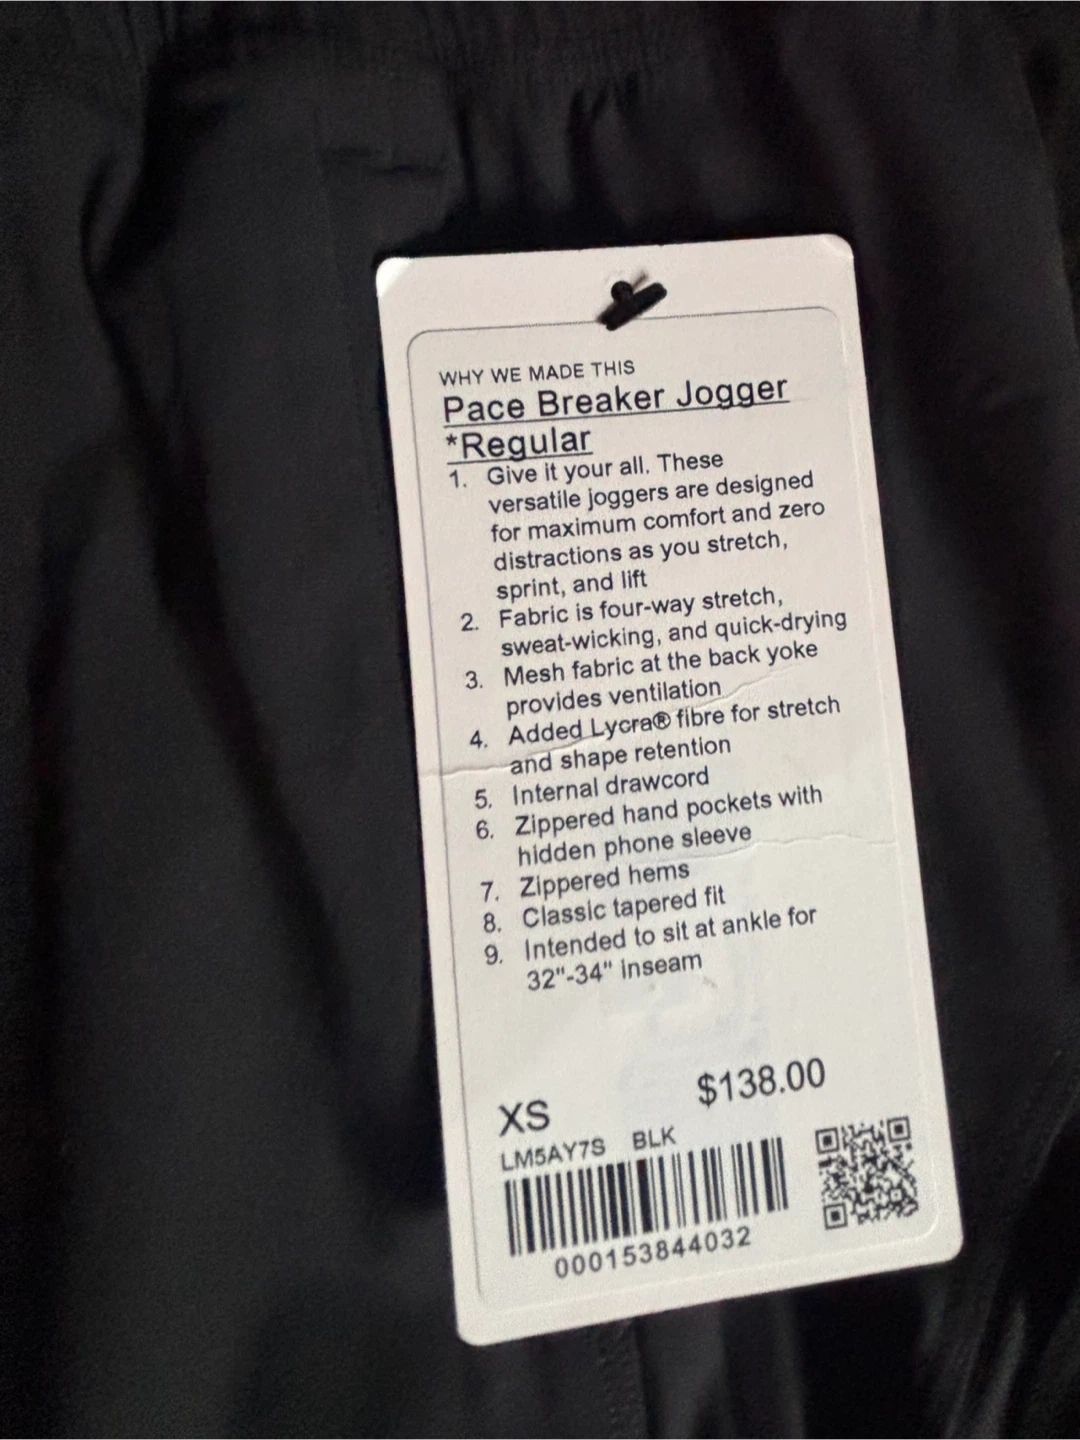 WHY WE MADE THIS
Pace Breaker Jogger
*Regular
1. Give it your all. These
versatile joggers are designed
for maximum comfort and zero
distractions as you stretch,
sprint, and lift
2. Fabric is four-way stretch,
sweat-wicking, and quick-drying
3. Mesh fabric at the back yoke
provides ventilation
4. Added Lycra® fibre for stretch
and shape retention
5. Internal drawcord
6. Zippered hand pockets with
hidden phone sleeve
7. Zippered hems
8. Classic tapered fit
9. Intended to sit at ankle for
32"-34" inseam
XS $138.00
LM5AY7S BLK
000153844032